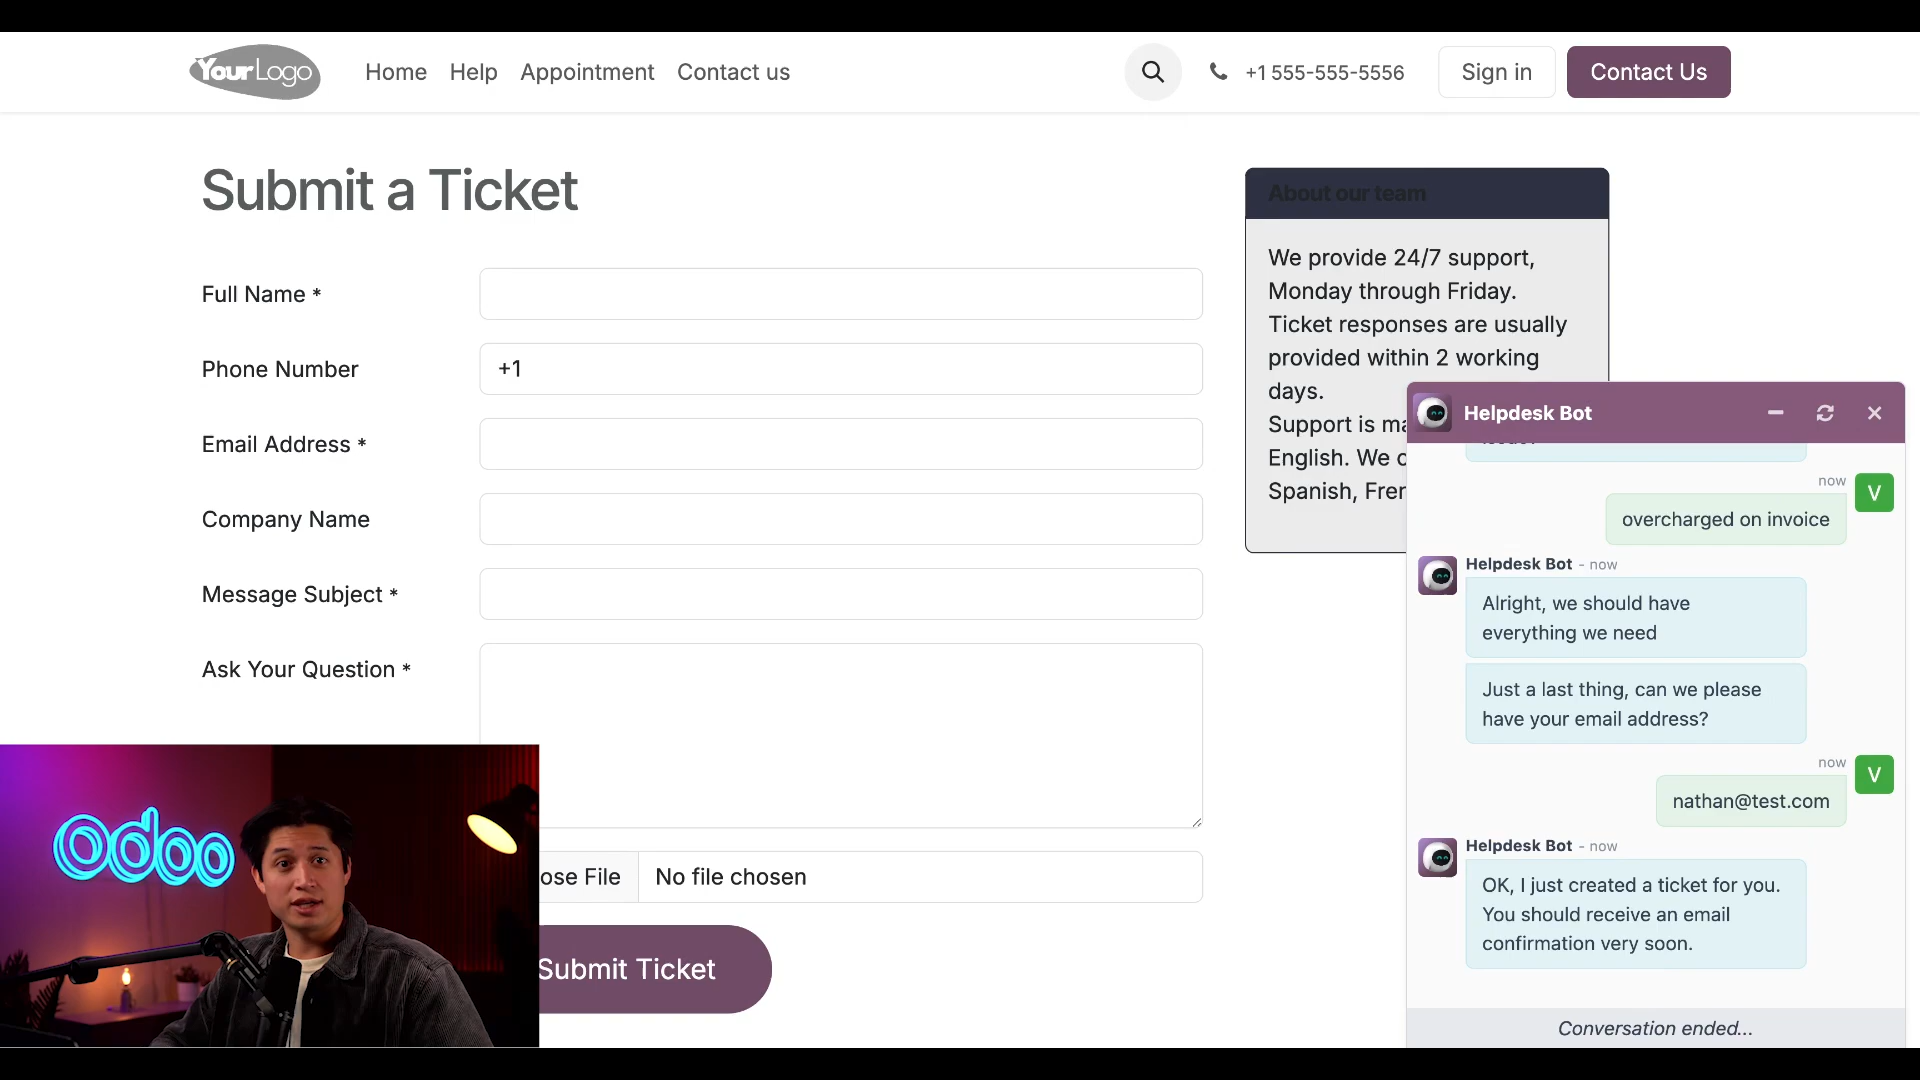 YourLogo
Home
Help
Appointment
Contact us
+1 555-555-5556
Sign in
Contact Us
Submit a Ticket
Full Name *
Phone Number
+1
Email Address *
Company Name
Message Subject *
Ask Your Question *
ose File
No file chosen
Submit Ticket
About our team
We provide 24/7 support,
Monday through Friday.
Ticket responses are usually
provided within 2 working
days.
Support is ma
English. We
Spanish, Fren
Helpdesk Bot
now
V
overcharged on invoice
Helpdesk Bot - now
Alright, we should have
everything we need
Just a last thing, can we please
have your email address?
now
V
nathan@test.com
Helpdesk Bot - now
OK, I just created a ticket for you.
You should receive an email
confirmation very soon.
Conversation ended...
odoo